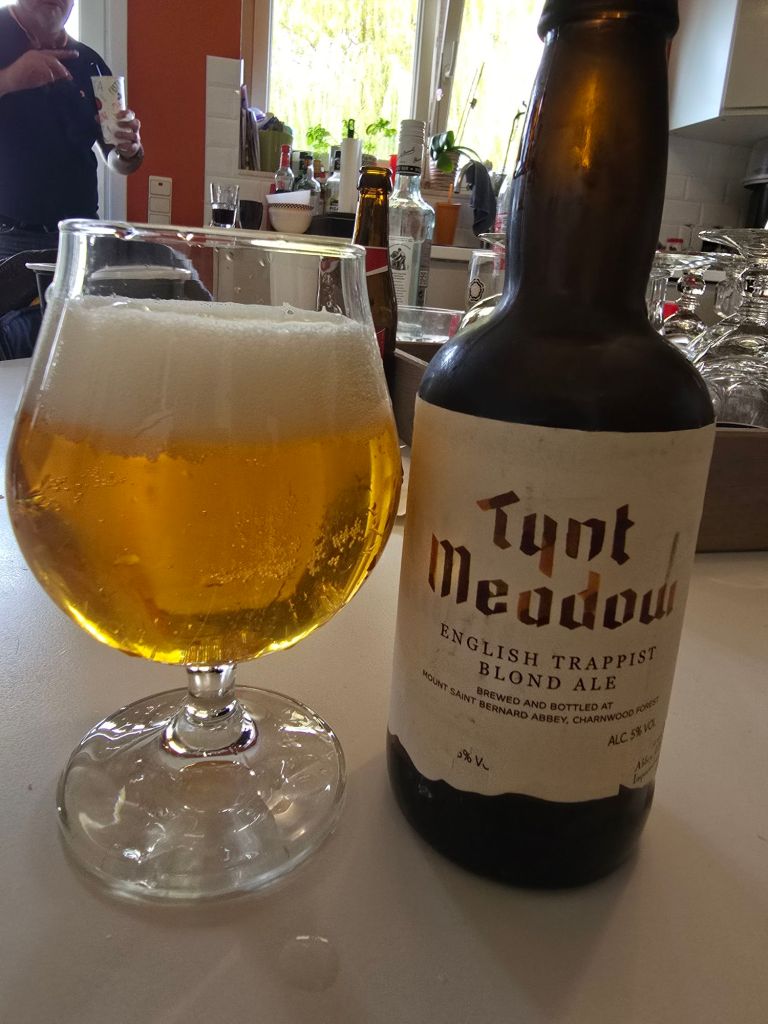 Tynt
Meadow
ENGLISH TRAPPIST
BLOND ALE
BREWED AND BOTTLED AT
MOUNT SAINT BERNARD ABBEY, CHARNWOOD FOREST
ALC. 5% VOL